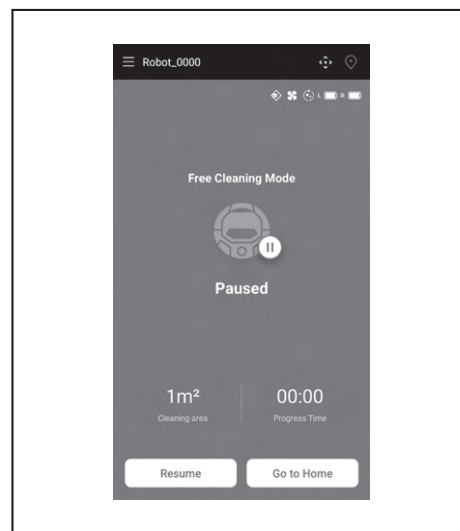 Robot_0000
L R
Free Cleaning Mode
Paused
1m² 00:00
Cleaning area Progress Time
Resume Go to Home